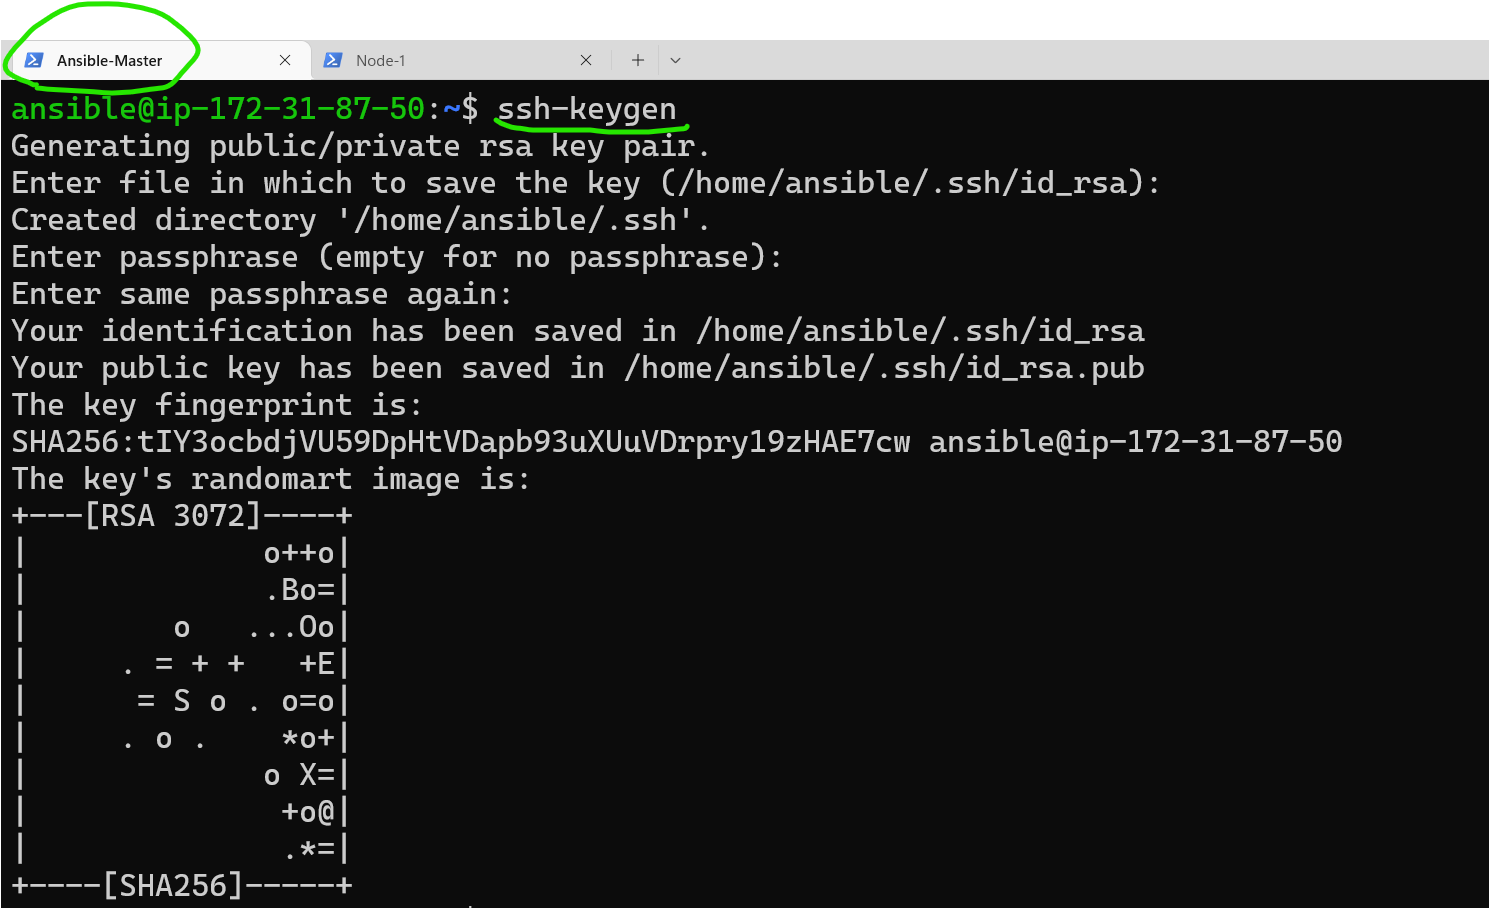 Ansible-Master Node-1
ansible@ip-172-31-87-50:~$ ssh-keygen
Generating public/private rsa key pair.
Enter file in which to save the key (/home/ansible/.ssh/id_rsa):
Created directory '/home/ansible/.ssh'.
Enter passphrase (empty for no passphrase):
Enter same passphrase again:
Your identification has been saved in /home/ansible/.ssh/id_rsa
Your public key has been saved in /home/ansible/.ssh/id_rsa.pub
The key fingerprint is:
SHA256:tIY3ocbdjVU59DpHtVDapb93uXUuVDrpry19zHAE7cw ansible@ip-172-31-87-50
The key's randomart image is:
+---[RSA 3072]----+
|             o++o|
|             .Bo=|
|        o   ...Oo|
|     . = + +   +E|
|      = S o . o=o|
|     . o .    *o+|
|             o X=|
|              +o@|
|              .*=|
+----[SHA256]-----+